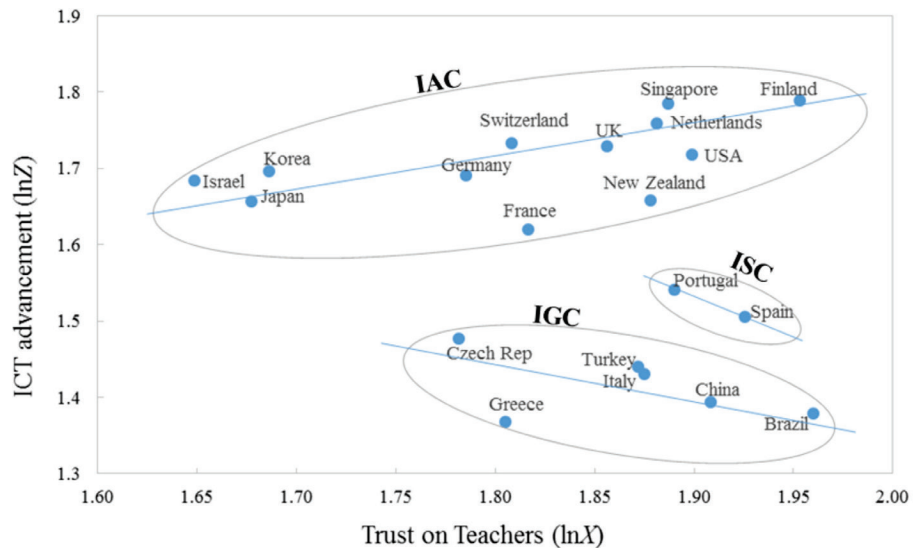 1.9
1.8
1.7
1.6
1.5
1.4
1.3
ICT advancement (lnZ)
IAC
Singapore
Finland
Switzerland
UK
Netherlands
Korea
Germany
USA
Israel
Japan
New Zealand
France
ISC
Portugal
Spain
IGC
Czech Rep
Turkey
Italy
China
Greece
Brazil
1.60 1.65 1.70 1.75 1.80 1.85 1.90 1.95 2.00
Trust on Teachers (lnX)